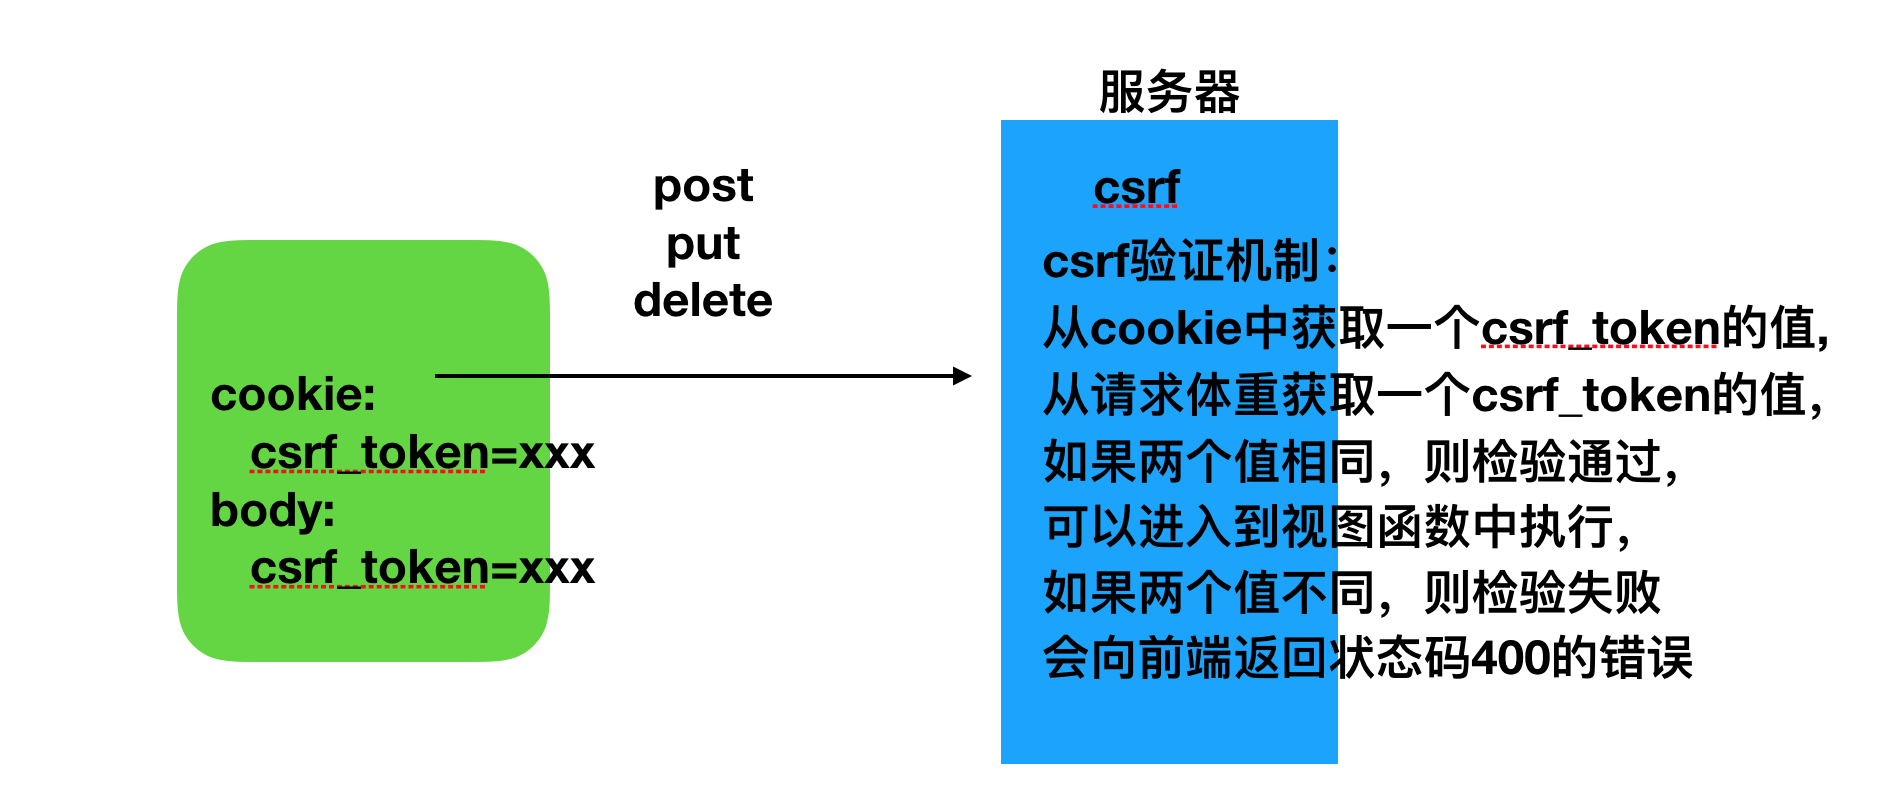 post
put
delete
cookie:
csrf_token=xxx
body:
csrf_token=xxx
服务器
csrf
csrf验证机制：
从cookie中获取一个csrf_token的值,
从请求体重获取一个csrf_token的值，
如果两个值相同，则检验通过，
可以进入到视图函数中执行，
如果两个值不同，则检验失败
会向前端返回状态码400的错误